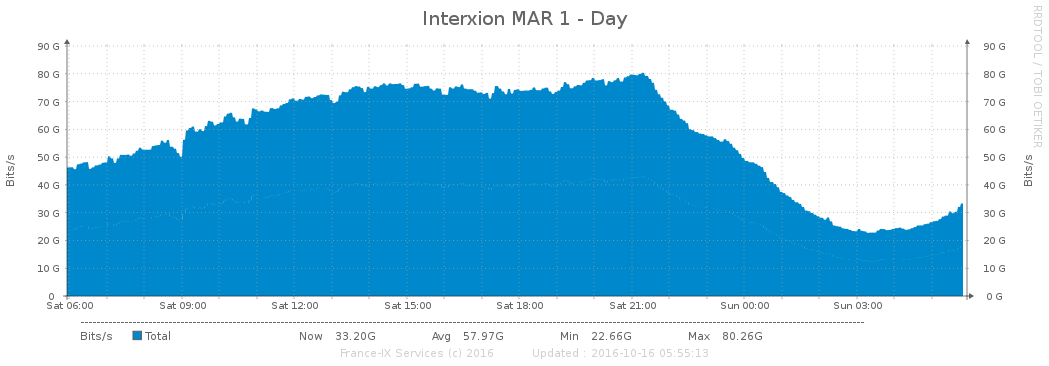 Interxion MAR 1 - Day
RRDTOOL / TOBI OETIKER
Bits/s
90 G
80 G
70 G
60 G
50 G
40 G
30 G
20 G
10 G
0
90 G
80 G
70 G
60 G
50 G
40 G
30 G
20 G
10 G
0 G
Bits/s
Sat 06:00 Sat 09:00 Sat 12:00 Sat 15:00 Sat 18:00 Sat 21:00 Sun 00:00 Sun 03:00
Bits/s Total Now 33.20G Avg 57.97G Min 22.66G Max 80.26G
France-IX Services (c) 2016 Updated : 2016-10-16 05:55:13